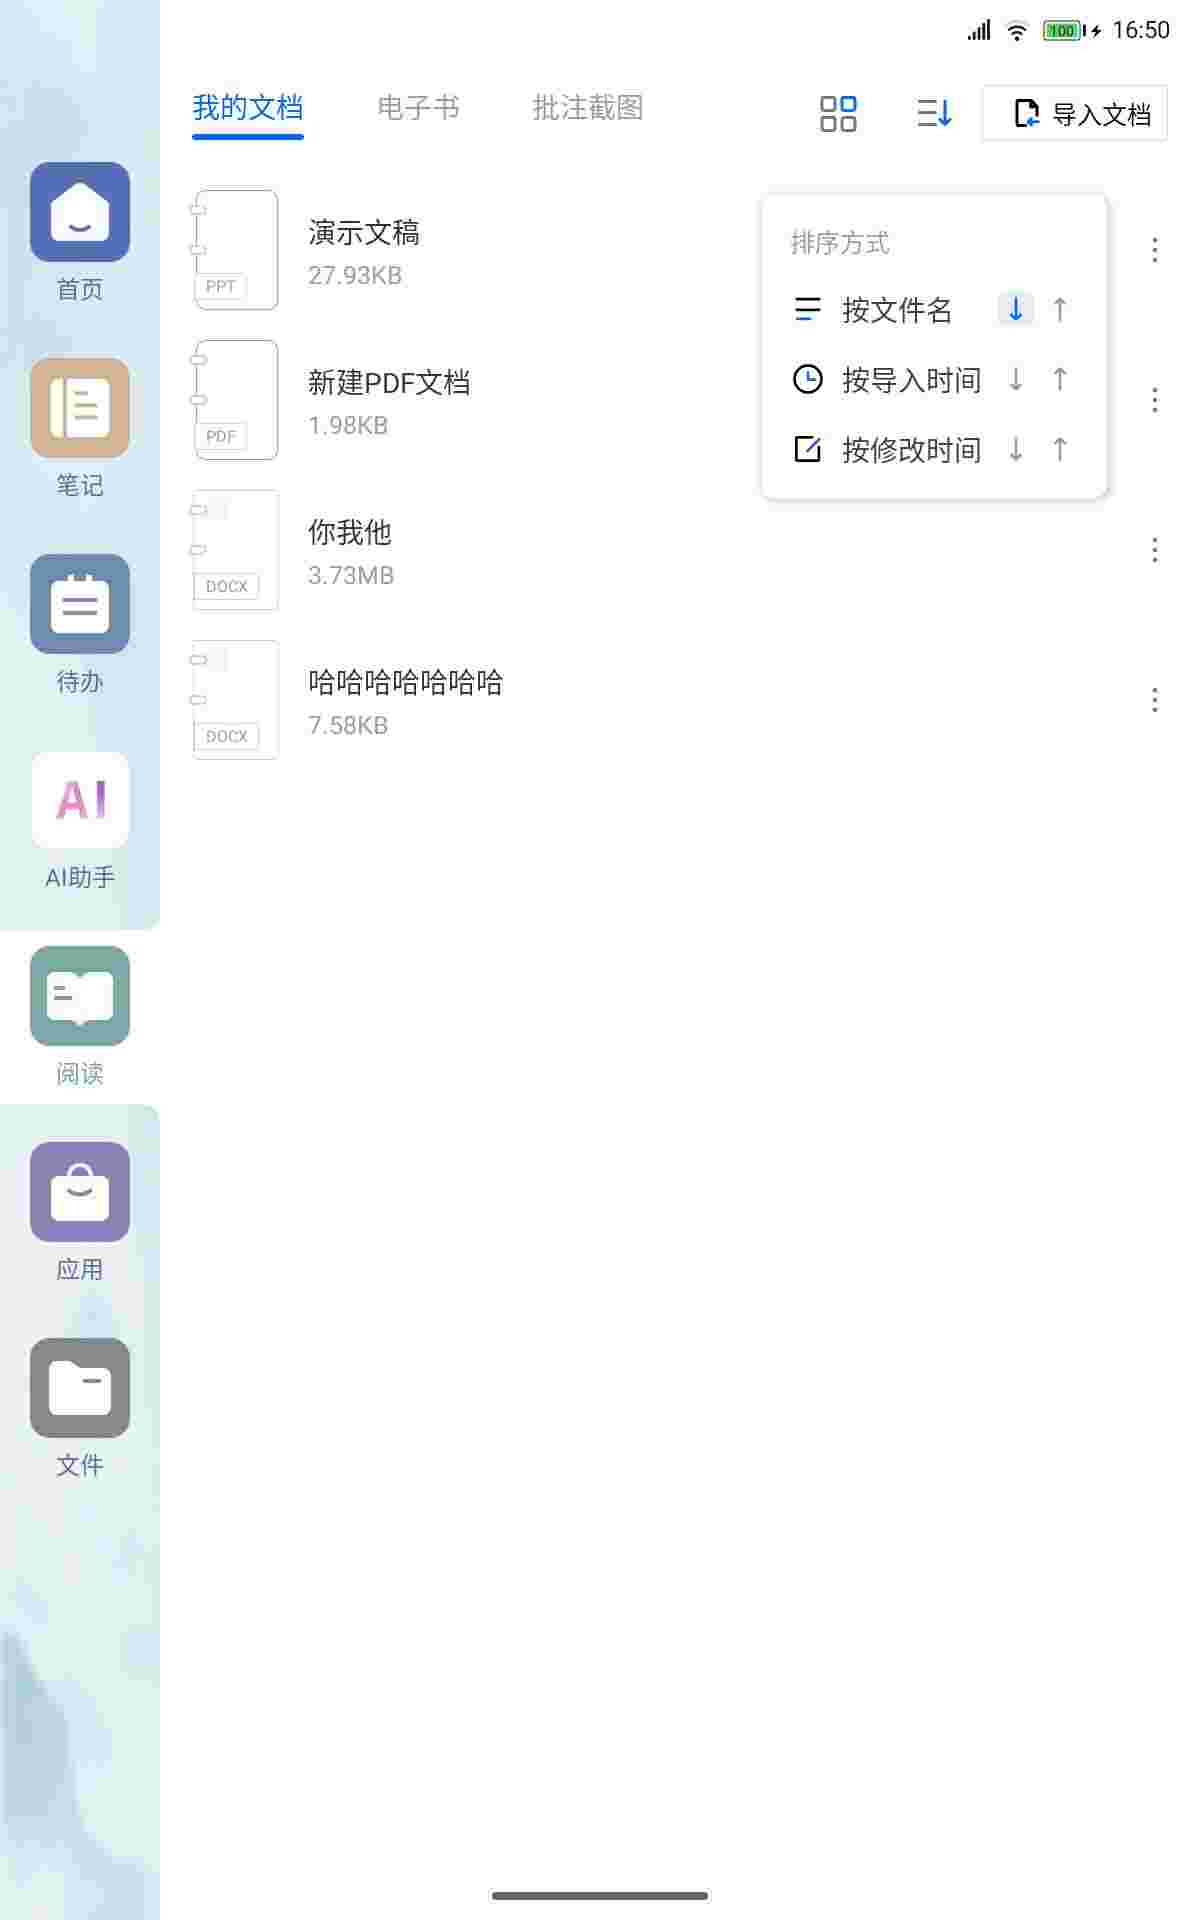 100 16:50
我的文档 电子书 批注截图 导入文档
首页
笔记
待办
AI
AI助手
阅读
应用
文件
演示文稿
27.93KB
PPT
新建PDF文档
1.98KB
PDF
你我他
3.73MB
DOCX
哈哈哈哈哈哈哈
7.58KB
DOCX
排序方式
按文件名
按导入时间
按修改时间